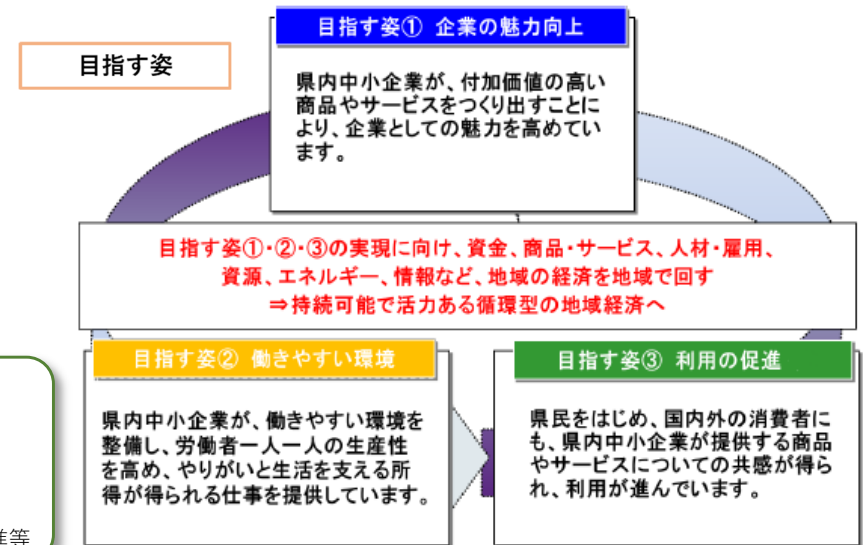 目指す姿
目指す姿① 企業の魅力向上
県内中小企業が、付加価値の高い
商品やサービスをつくり出すことに
より、企業としての魅力を高めてい
ます。
目指す姿①・②・③の実現に向け、資金、商品・サービス、人材・雇用、
資源、エネルギー、情報など、地域の経済を地域で回す
⇒持続可能で活力ある循環型の地域経済へ
目指す姿② 働きやすい環境
県内中小企業が、働きやすい環境を
整備し、労働者一人一人の生産性
を高め、やりがいと生活を支える所
得が得られる仕事を提供しています。
目指す姿③ 利用の促進
県民をはじめ、国内外の消費者に
も、県内中小企業が提供する商品
やサービスについての共感が得ら
れ、利用が進んでいます。
進等